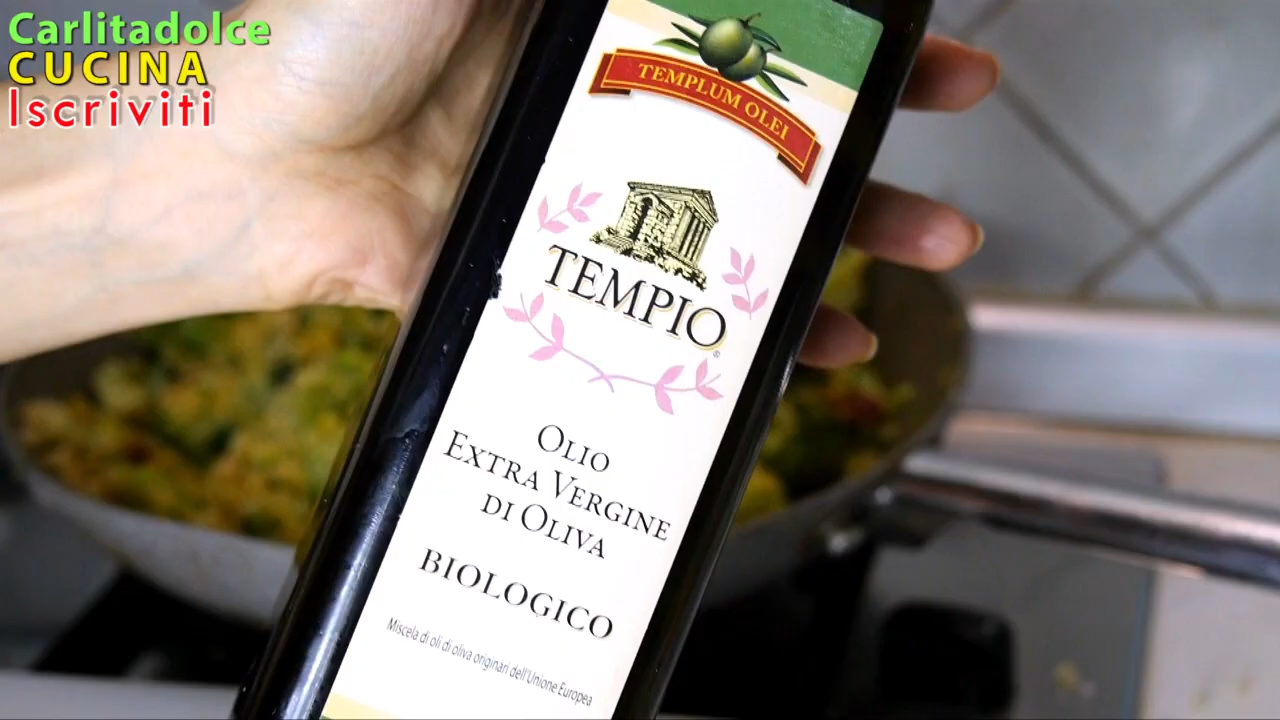 Carlitadolce
CUCINA
Iscriviti
TEMPLUM OLEI
TEMPIO
®
OLIO
EXTRA VERGINE
DI OLIVA
BIOLOGICO
Miscela di oli di oliva originari dell'Unione Europea